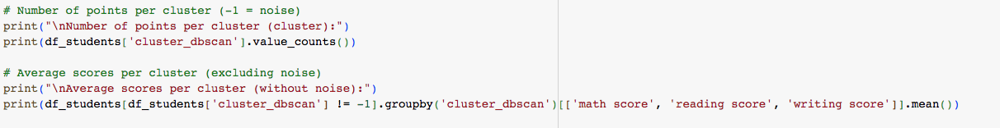 # Number of points per cluster (-1 = noise)
print("\nNumber of points per cluster (cluster):")
print(df_students['cluster_dbscan'].value_counts())
# Average scores per cluster (excluding noise)
print("\nAverage scores per cluster (without noise):")
print(df_students[df_students['cluster_dbscan'] != -1].groupby('cluster_dbscan')[['math score', 'reading score', 'writing score']].mean())